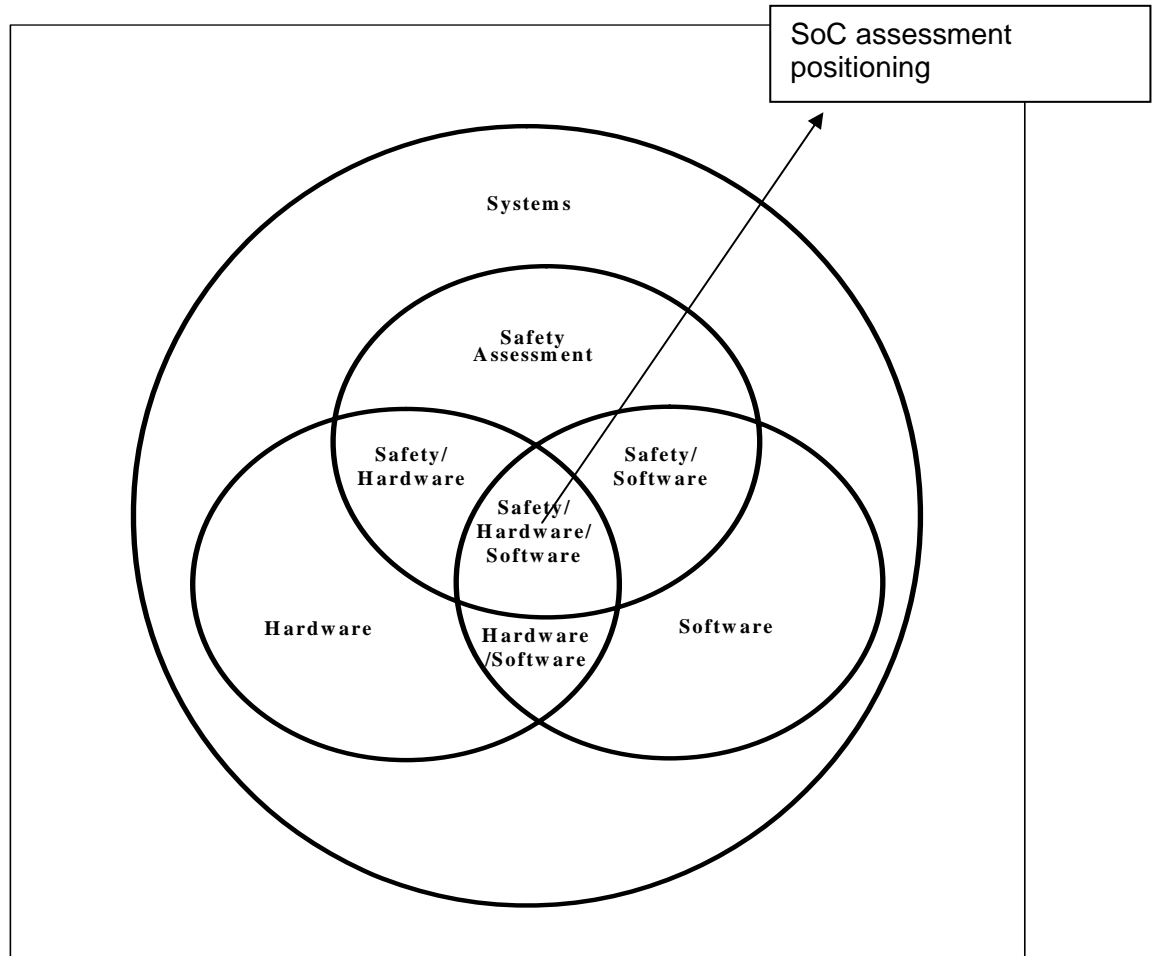 SoC assessment
positioning
Systems
Safety
Assessment
Safety/
Hardware
Safety/
Software
Safety/
Hardware/
Software
Hardware
Hardware
/Software
Software